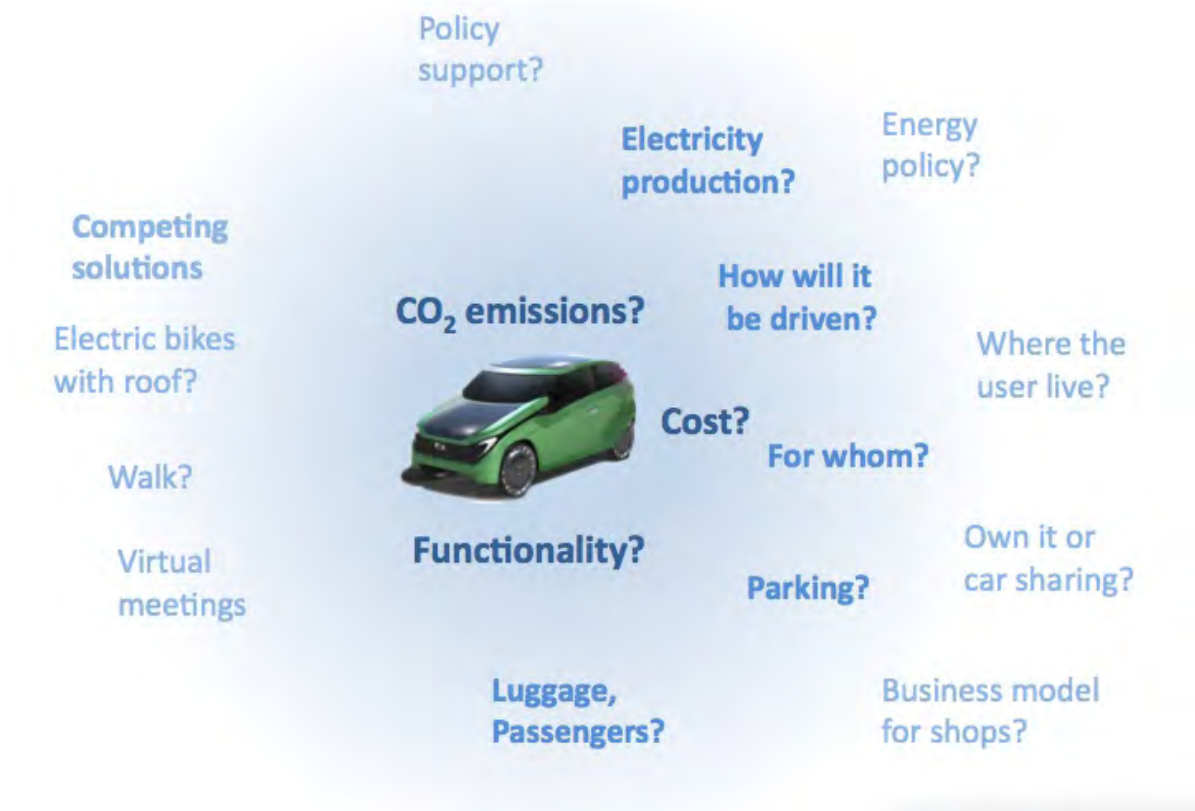 Policy
support?
Electricity
production?
Energy
policy?
Competing
solutions
How will it
be driven?
CO₂ emissions?
Electric bikes
with roof?
Where the
user live?
Cost?
For whom?
Walk?
Functionality?
Own it or
car sharing?
Virtual
meetings
Parking?
Luggage,
Passengers?
Business model
for shops?